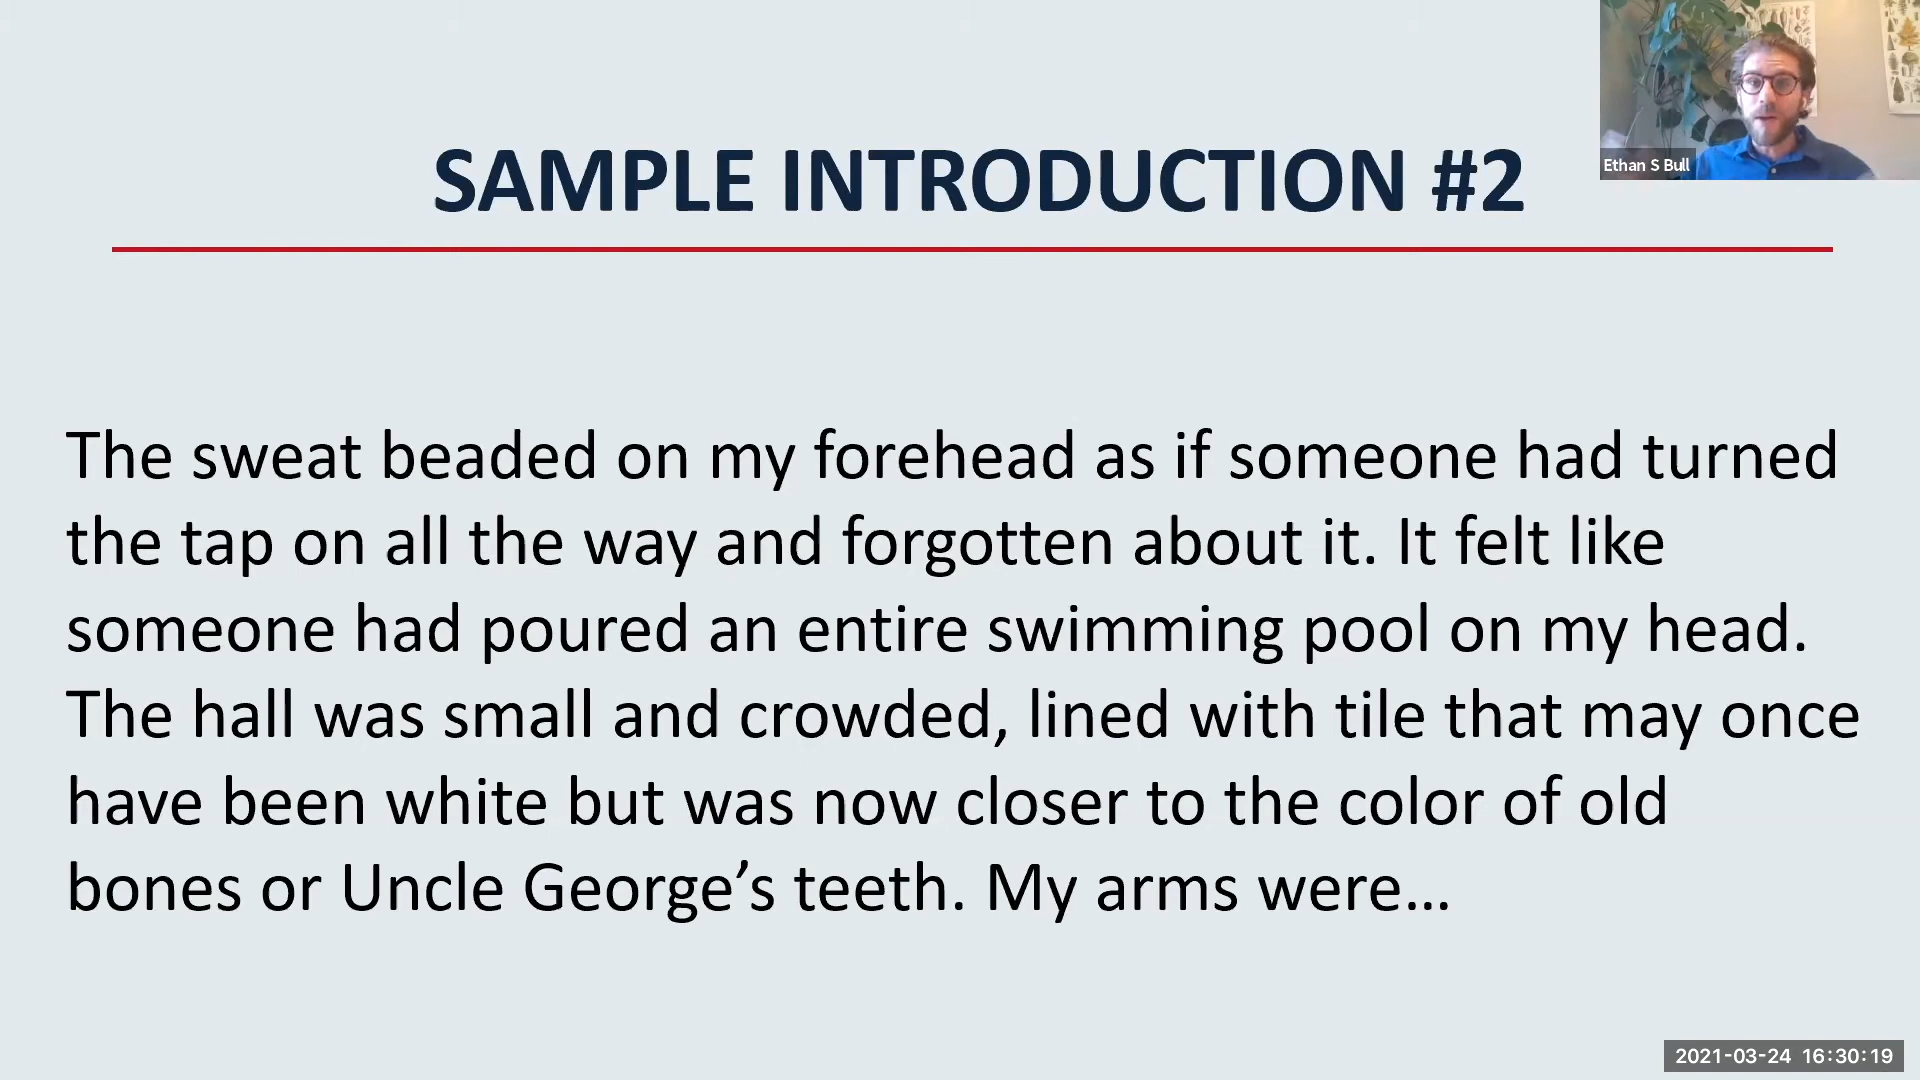 SAMPLE INTRODUCTION #2
Ethan S Bull
The sweat beaded on my forehead as if someone had turned
the tap on all the way and forgotten about it. It felt like
someone had poured an entire swimming pool on my head.
The hall was small and crowded, lined with tile that may once
have been white but was now closer to the color of old
bones or Uncle George’s teeth. My arms were…
2021-03-24 16:30:19